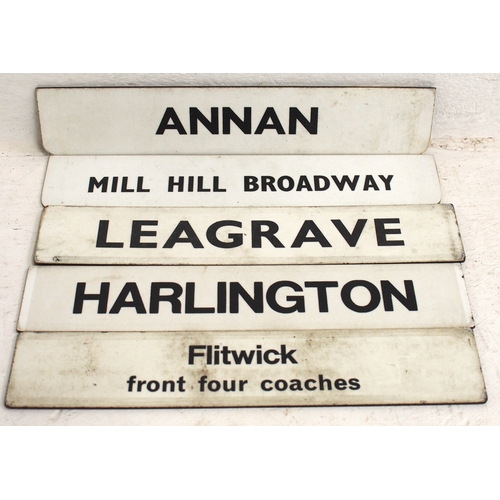 ANNAN
MILL HILL BROADWAY
LEAGRAVE
HARLINGTON
Flitwick
front four coaches